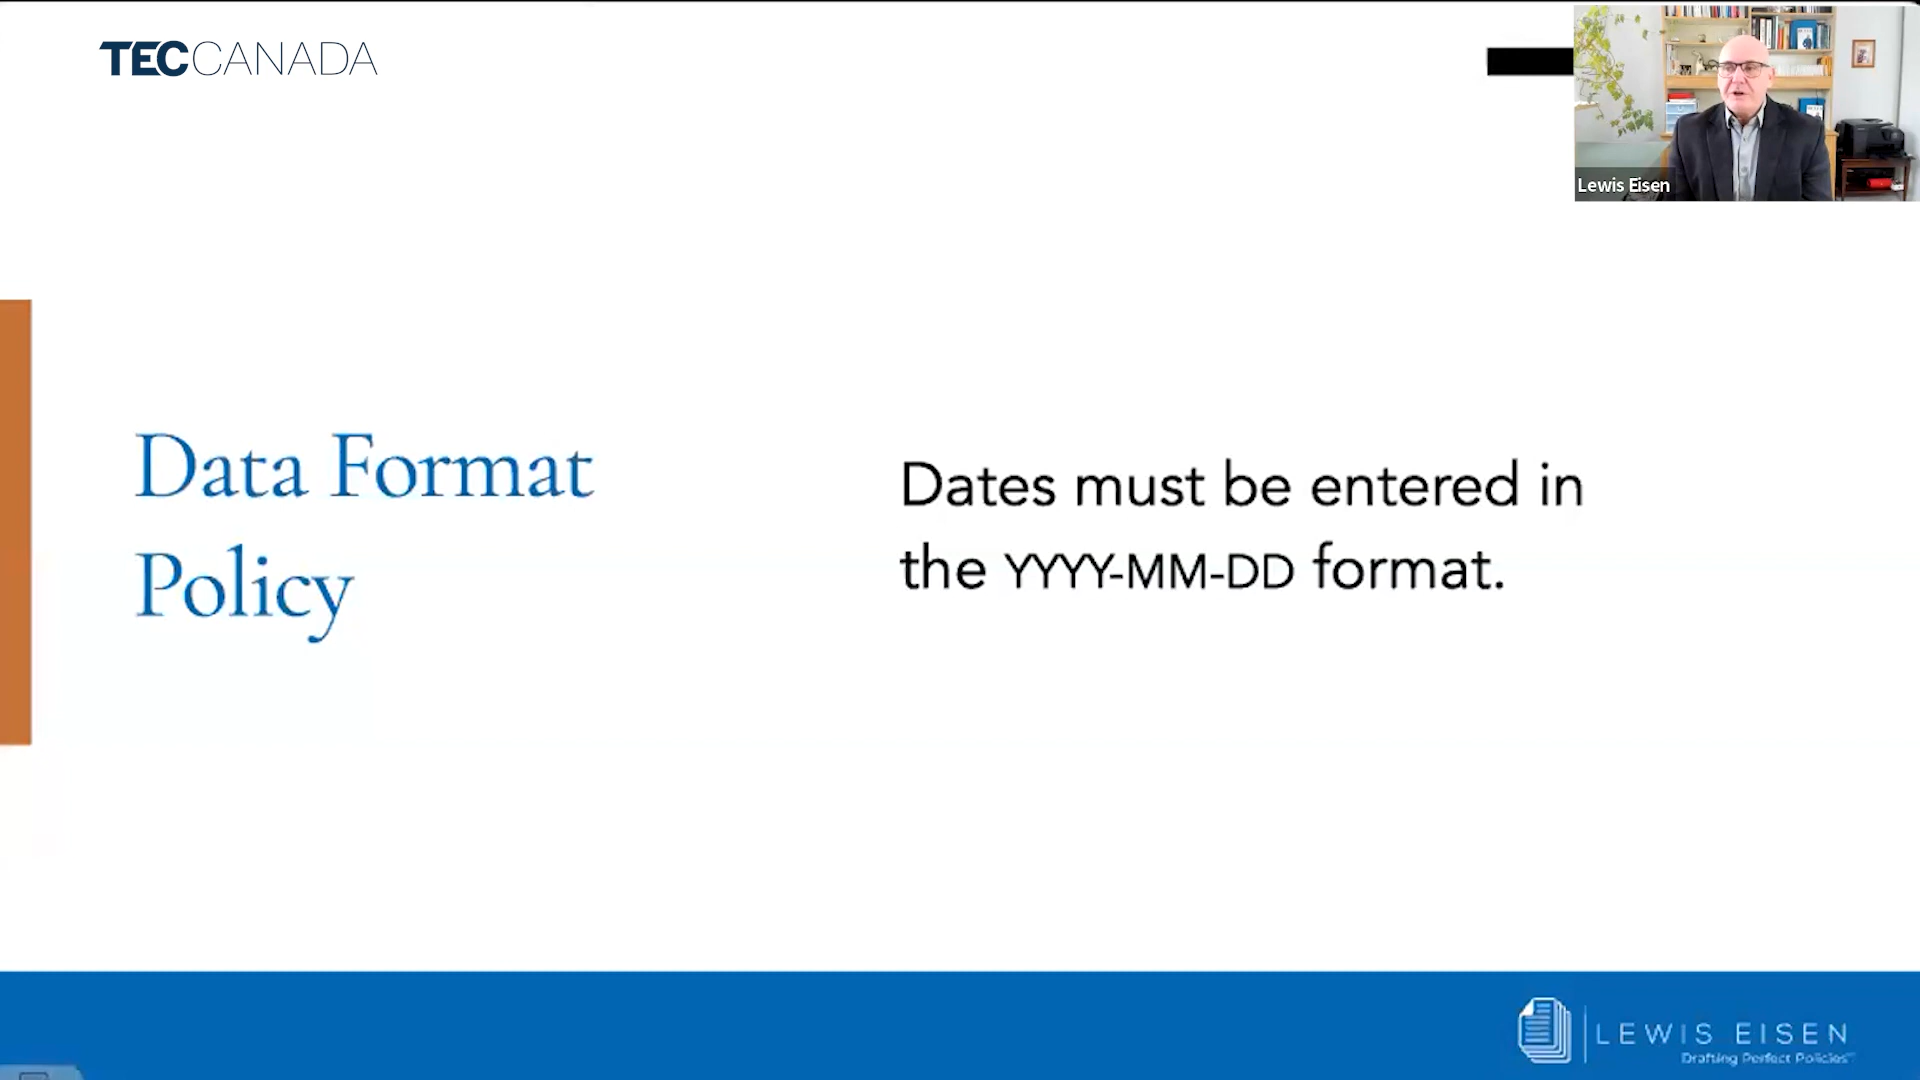 TECCANADA
Lewis Eisen
Data Format
Policy
Dates must be entered in
the YYYY-MM-DD format.
LEWIS EISEN
Drafting Perfect Policies™